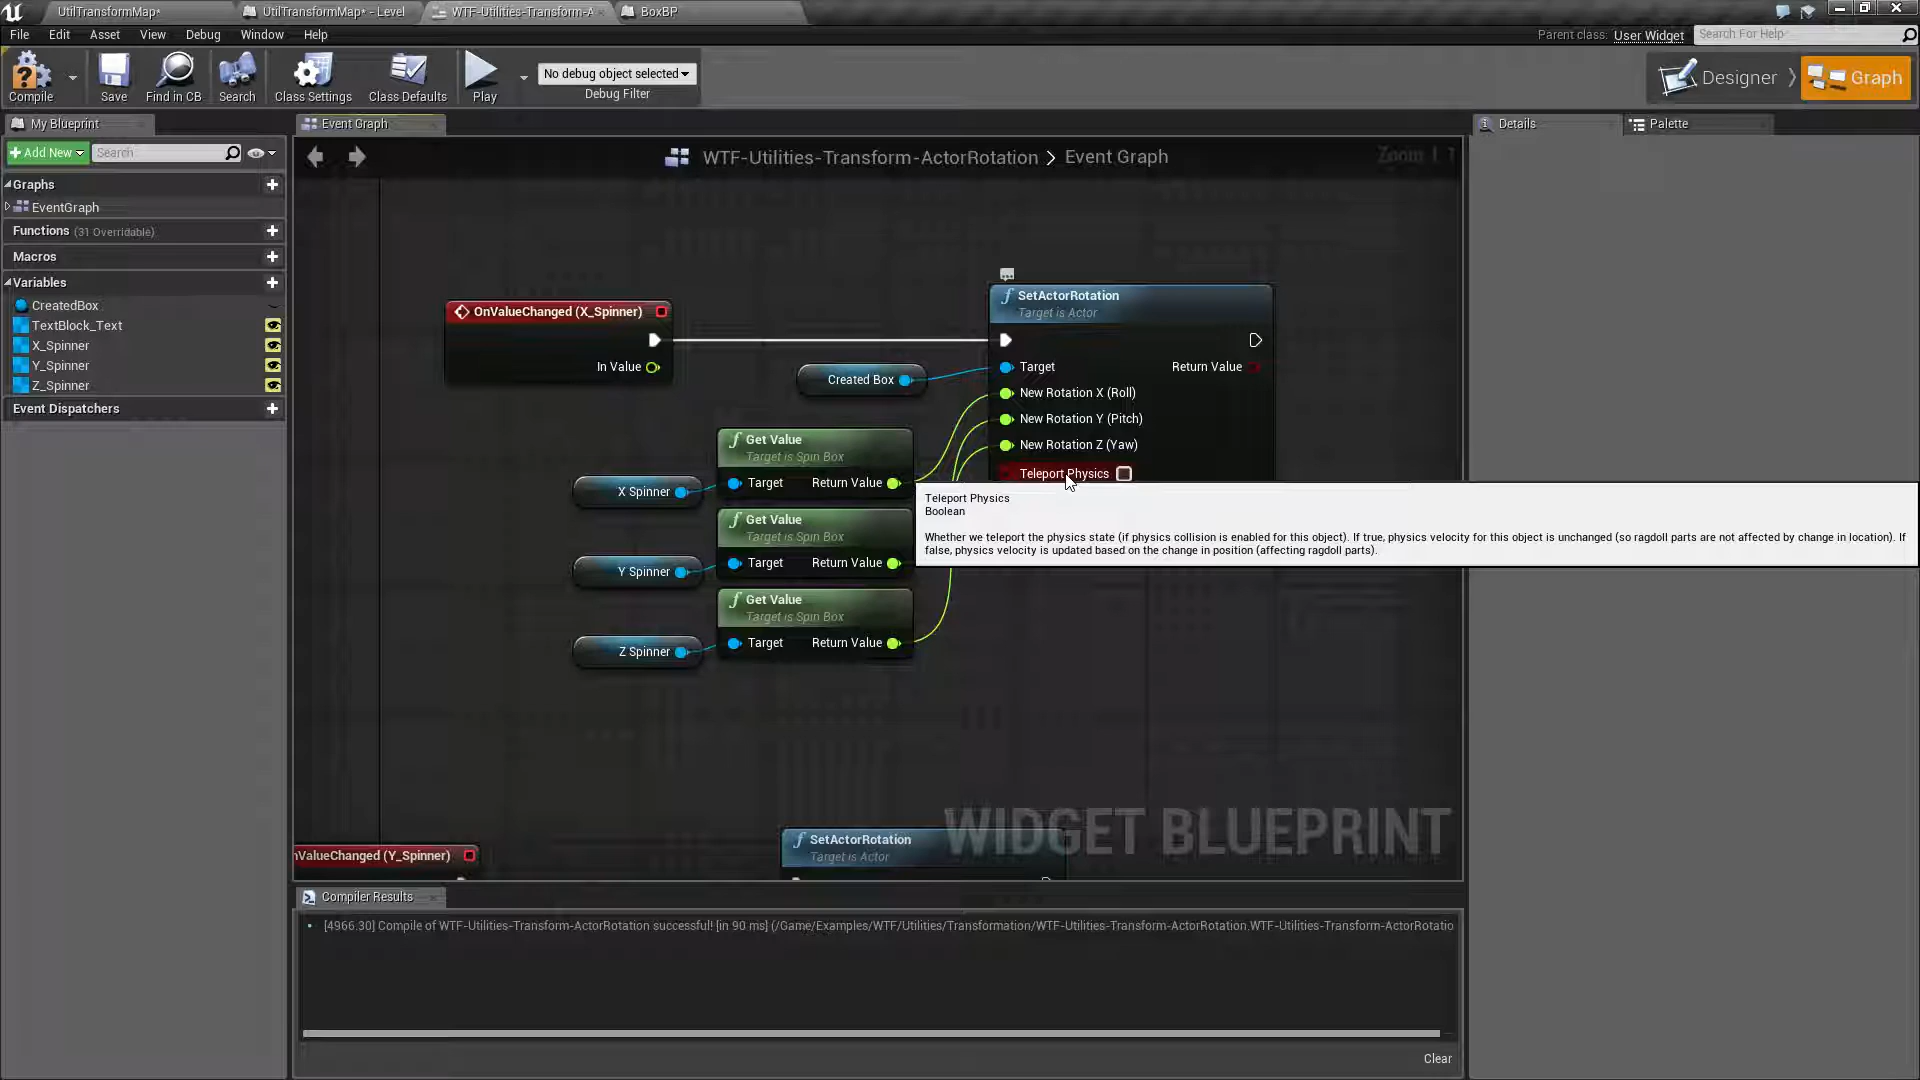 UtilTransformMap*
UtilTransformMap* - Level
WTF-Utilities-Transform-A
BoxBP
File Edit Asset View Debug Window Help
Parent class: User Widget
Search For Help
Compile
Save
Find in CB
Search
Class Settings
Class Defaults
Play
No debug object selected
Debug Filter
Designer
Graph
My Blueprint
Event Graph
Details
Palette
Add New
Search
WTF-Utilities-Transform-ActorRotation > Event Graph
Graphs
EventGraph
Functions (31 Overridable)
Macros
Variables
CreatedBox
TextBlock_Text
X_Spinner
Y_Spinner
Z_Spinner
Event Dispatchers
OnValueChanged (X_Spinner)
In Value
Created Box
SetActorRotation
Target is Actor
Target
Return Value
New Rotation X (Roll)
New Rotation Y (Pitch)
New Rotation Z (Yaw)
Teleport Physics
X Spinner
Get Value
Target is Spin Box
Target Return Value
Y Spinner
Get Value
Target is Spin Box
Target Return Value
Z Spinner
Get Value
Target is Spin Box
Target Return Value
Teleport Physics
Boolean
Whether we teleport the physics state (if physics collision is enabled for this object). If true, physics velocity for this object is unchanged (so ragdoll parts are not affected by change in location). If
false, physics velocity is updated based on the change in position (affecting ragdoll parts).
nValueChanged (Y_Spinner)
SetActorRotation
Target is Actor
WIDGET BLUEPRINT
Compiler Results
[4966.30] Compile of WTF-Utilities-Transform-ActorRotation successful! [in 90 ms] (/Game/Examples/WTF/Utilities/Transformation/WTF-Utilities-Transform-ActorRotation.WTF-Utilities-Transform-ActorRotatio
Clear